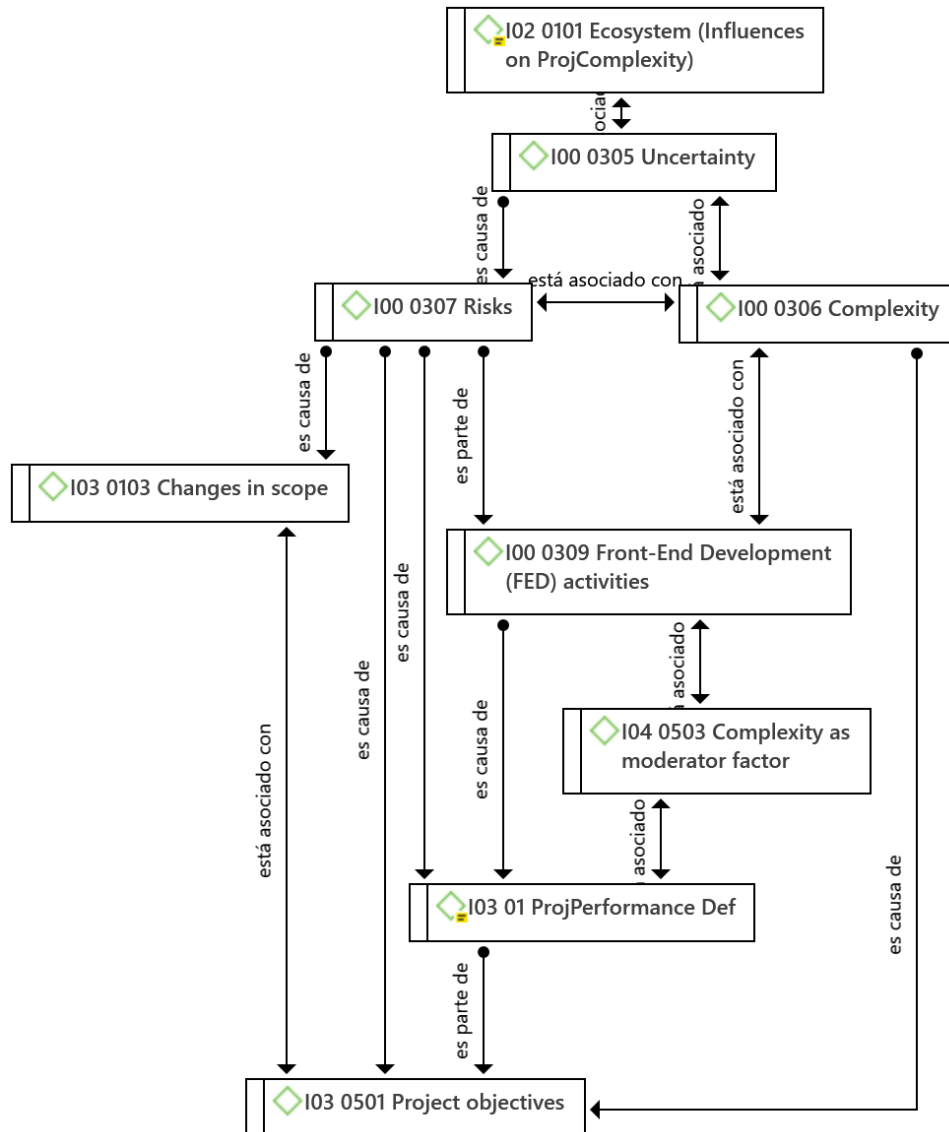 I02 0101 Ecosystem (Influences
on ProjComplexity)
I00 0305 Uncertainty
es causa de
asociado
está asociado con
I00 0307 Risks
I00 0306 Complexity
es causa de
es parte de
está asociado con
I03 0103 Changes in scope
I00 0309 Front-End Development
(FED) activities
es causa de
es causa de
asociado
está asociado con
es causa de
I04 0503 Complexity as
moderator factor
asociado
es causa de
I03 01 ProjPerformance Def
es parte de
I03 0501 Project objectives